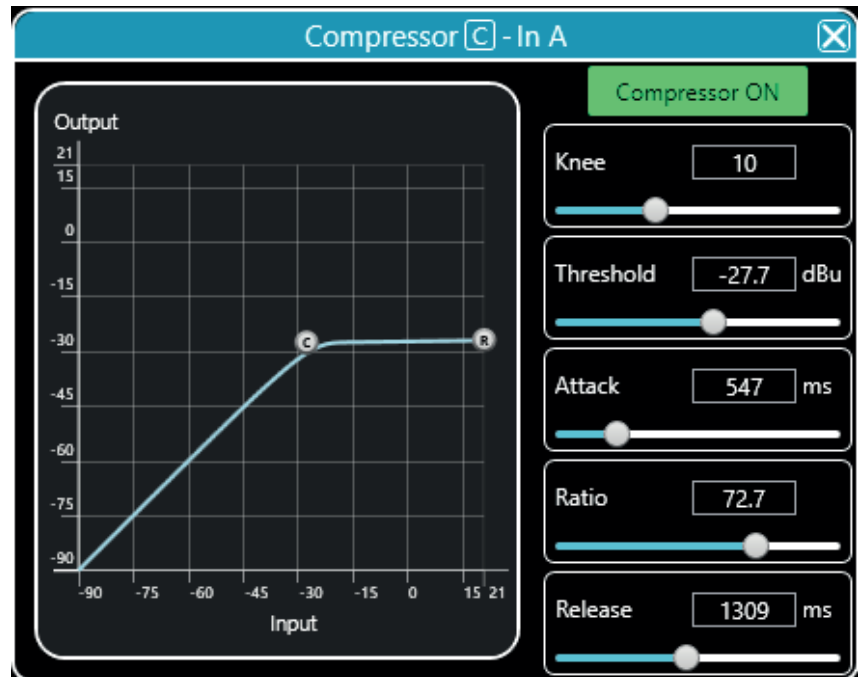 Compressor C - In A
Compressor ON
Output
21
15
0
-15
-30
-45
-60
-75
-90
C
R
-90 -75 -60 -45 -30 -15 0 15 21
Input
Knee 10
Threshold -27.7 dBu
Attack 547 ms
Ratio 72.7
Release 1309 ms